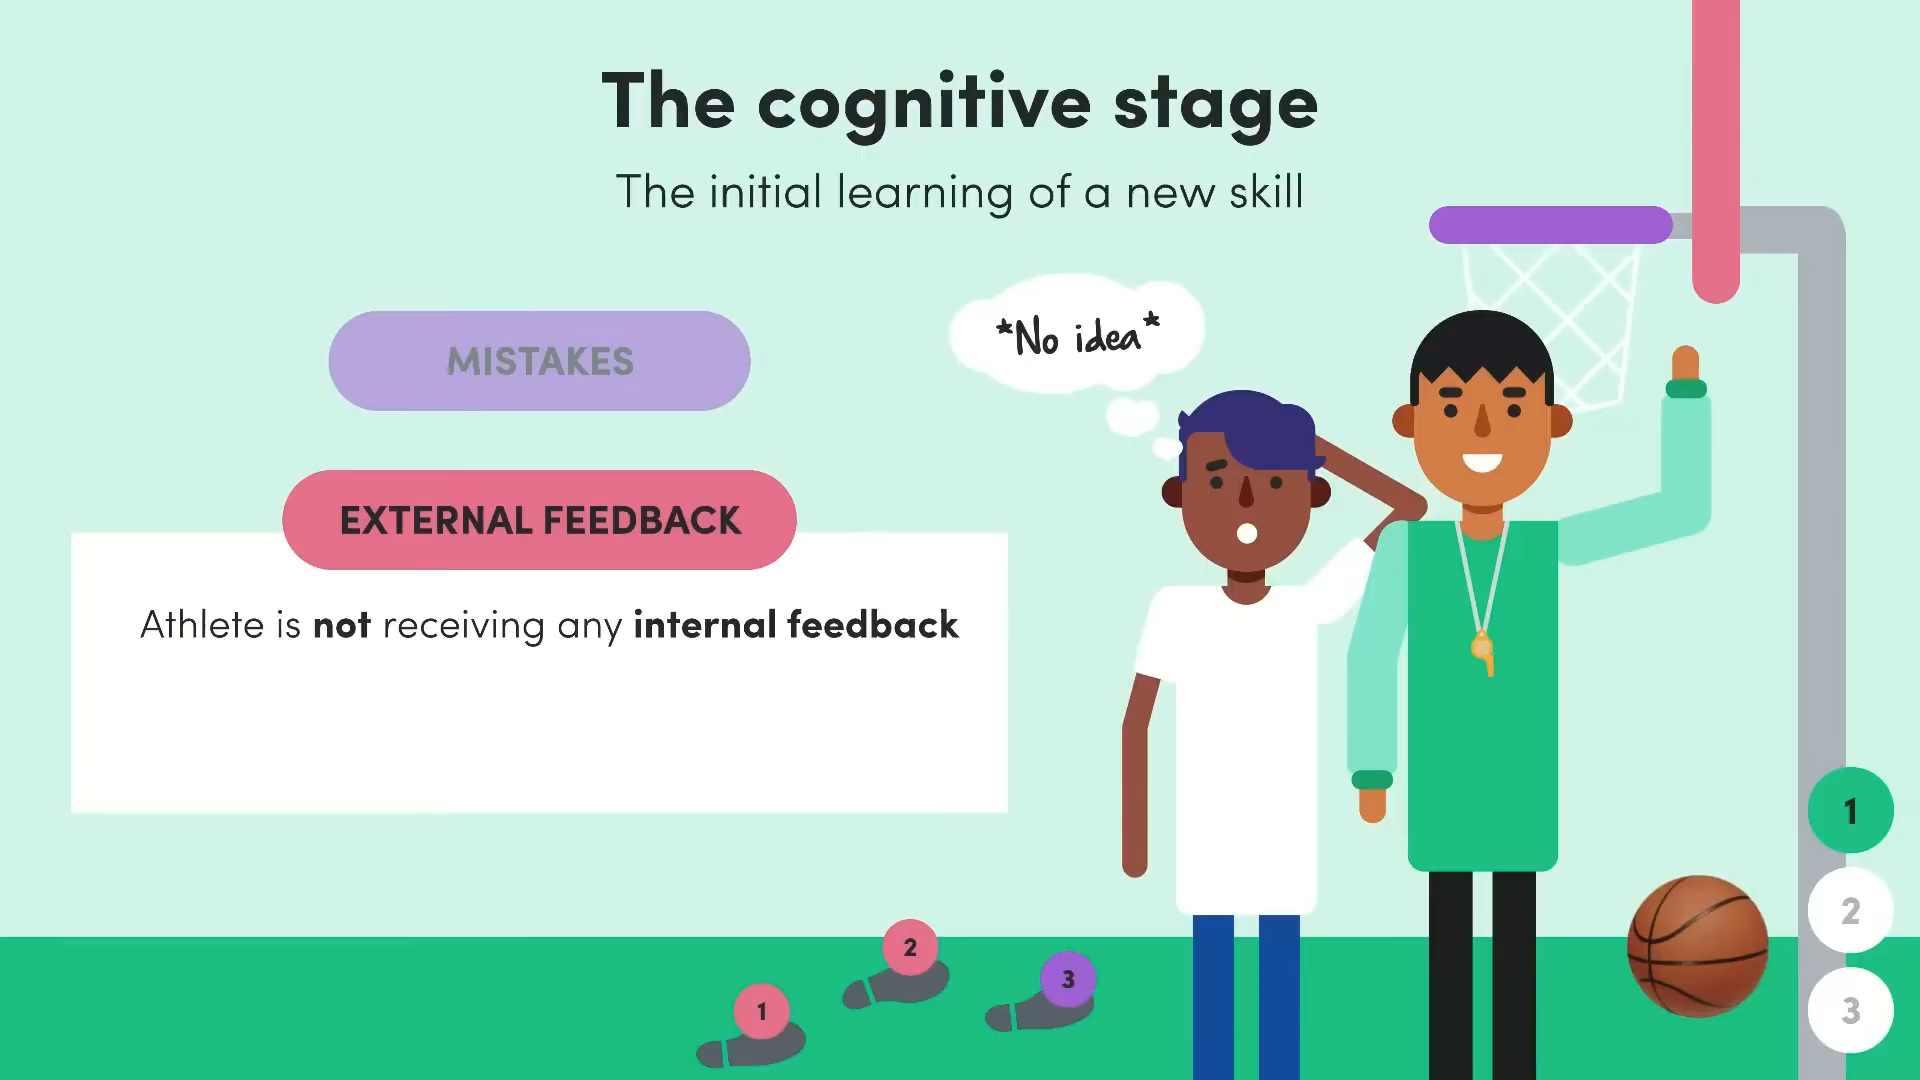 The cognitive stage
The initial learning of a new skill
*No idea*
MISTAKES
EXTERNAL FEEDBACK
Athlete is not receiving any internal feedback
1
2
3
1
2
3